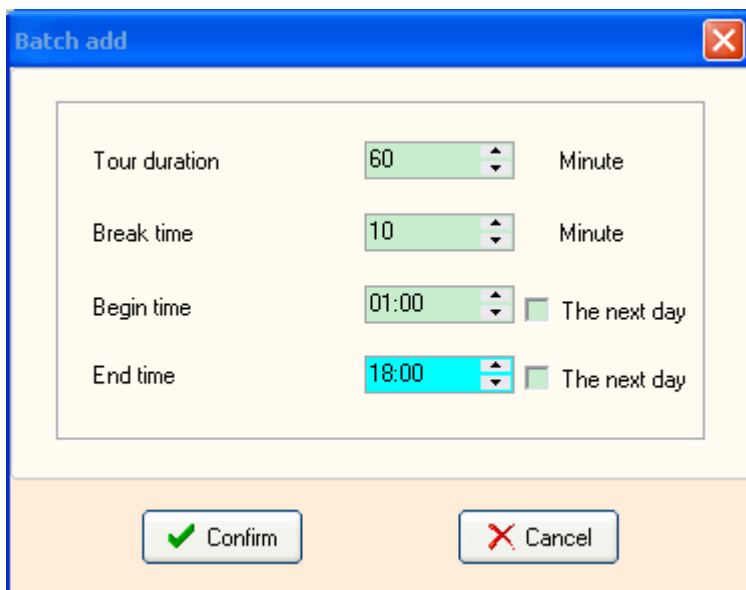 Batch add
Tour duration 60 Minute
Break time 10 Minute
Begin time 01:00 The next day
End time 18:00 The next day
Confirm Cancel